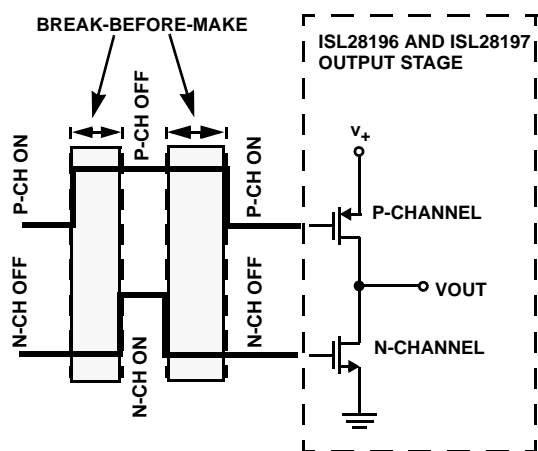 BREAK-BEFORE-MAKE
ISL28196 AND ISL28197
OUTPUT STAGE
P-CH ON
P-CH OFF
P-CH ON
V+
P-CHANNEL
VOUT
N-CH OFF
N-CH ON
N-CH OFF
N-CHANNEL